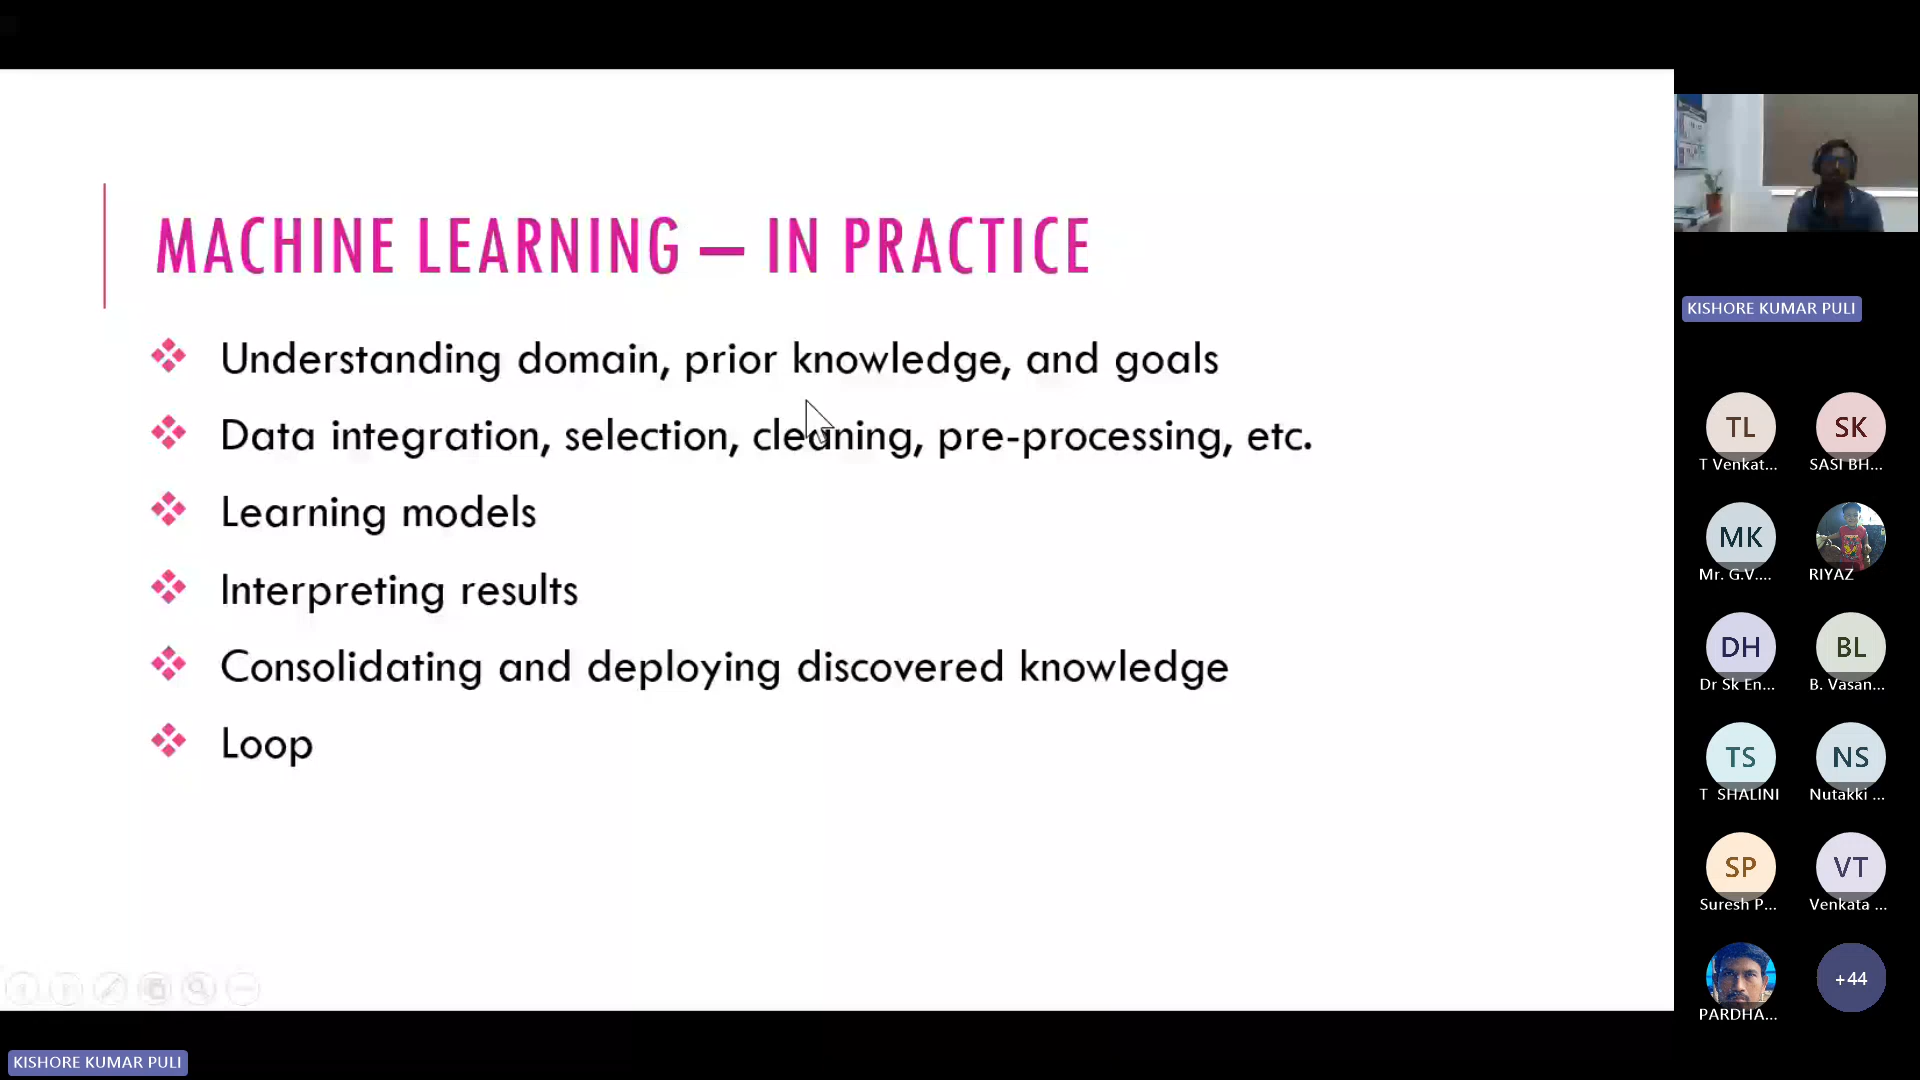 MACHINE LEARNING – IN PRACTICE
Understanding domain, prior knowledge, and goals
Data integration, selection, cleaning, pre-processing, etc.
Learning models
Interpreting results
Consolidating and deploying discovered knowledge
Loop
KISHORE KUMAR PULI
TL
SK
T Venkat...
SASI BH...
MK
Mr. G.V....
RIYAZ
DH
BL
Dr Sk En...
B. Vasan...
TS
NS
T SHALINI
Nutakki ...
SP
VT
Suresh P...
Venkata ...
+44
PARDHA...
KISHORE KUMAR PULI